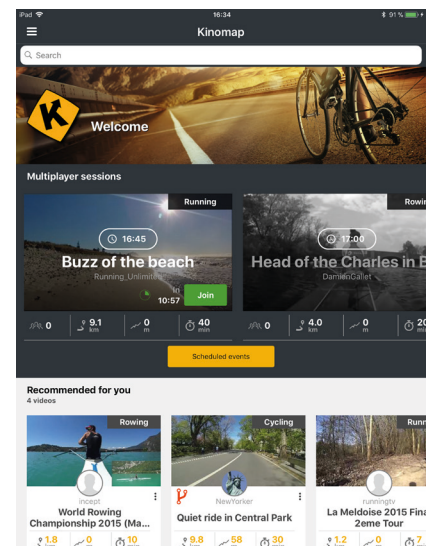 iPad 16:34 91 %
Kinomap
Search
Welcome
Multiplayer sessions
Running
16:45
Buzz of the beach
Running_Unlimited
in
10:57
Join
0
9.1
km
0
m
40
min
Rowin
17:00
Head of the Charles in B
DamienGallet
0
4.0
km
0
m
20
min
Scheduled events
Recommended for you
4 videos
Rowing
incept
World Rowing
Championship 2015 (Ma...
1.8
0
10
Cycling
NewYorker
Quiet ride in Central Park
9.8
58
30
Runn
runningtv
La Meldoise 2015 Fina
2eme Tour
1.2
0
7